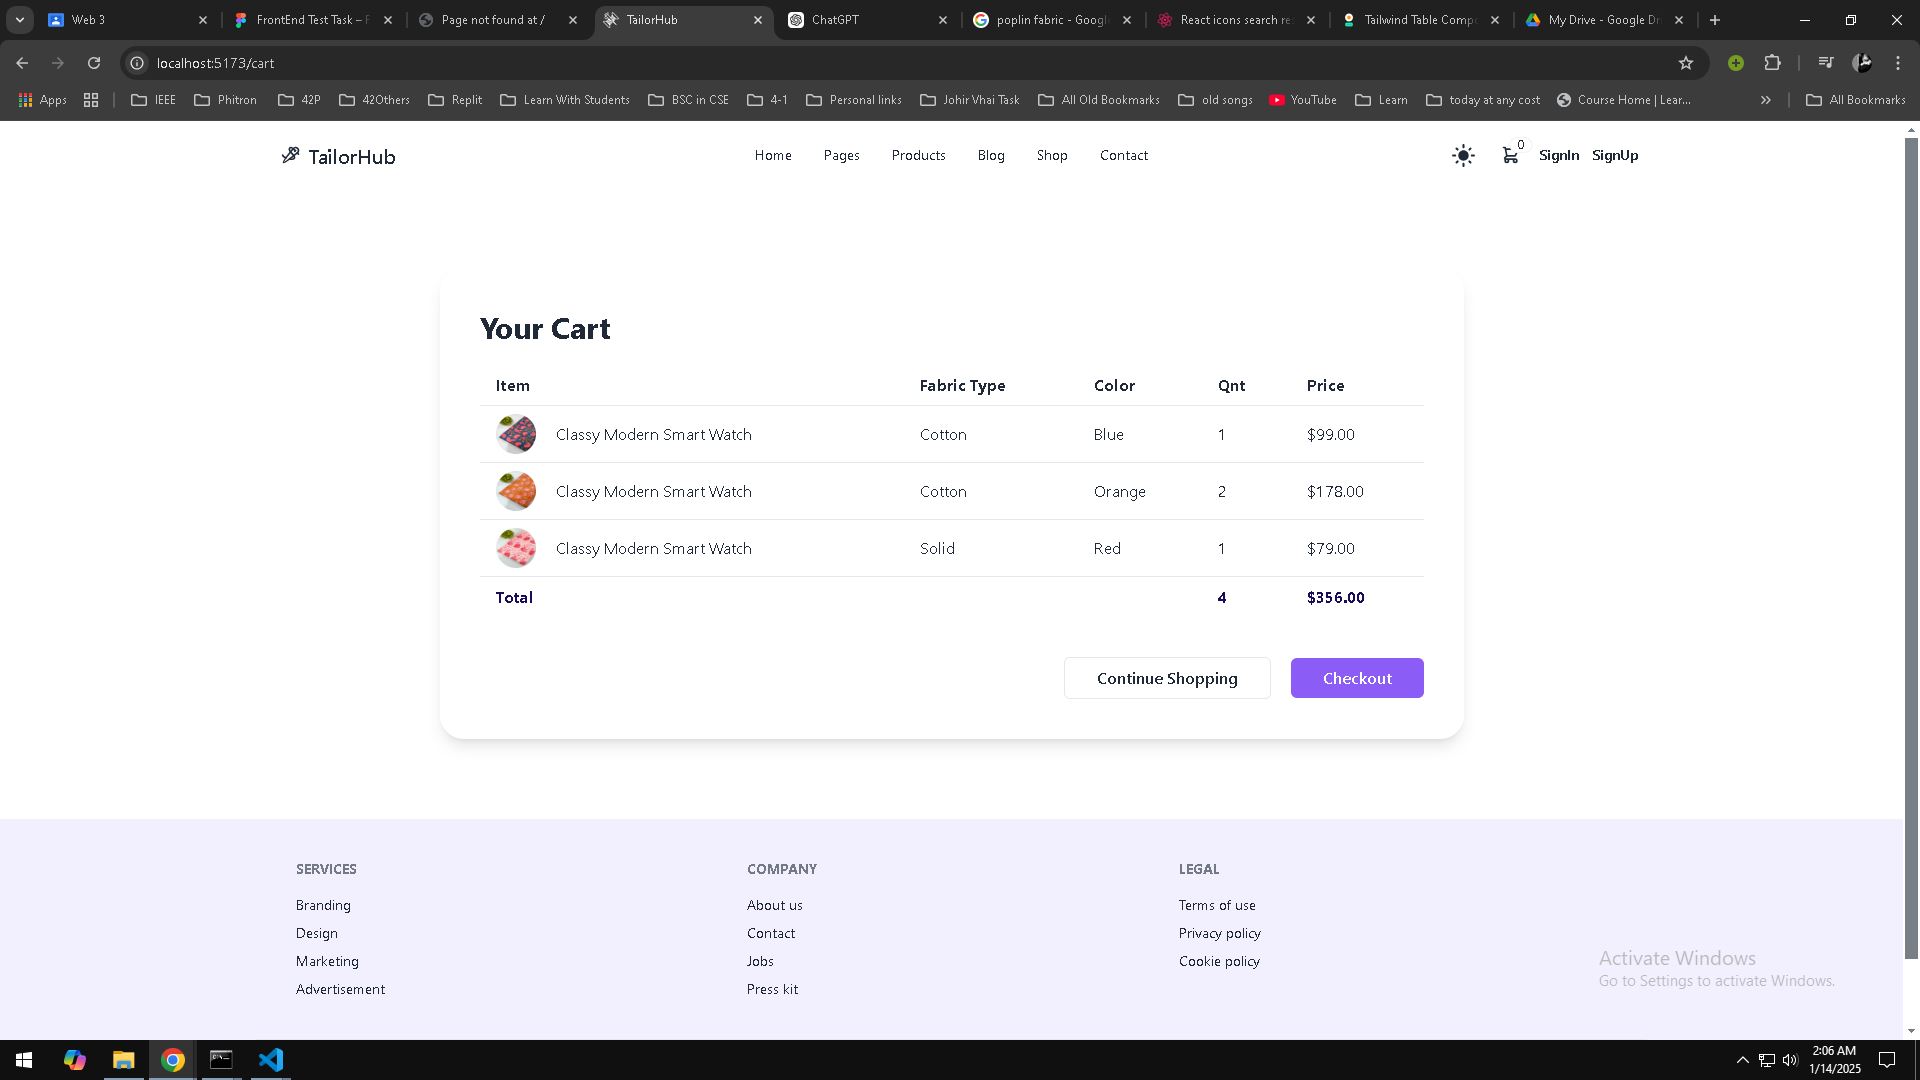 Web 3
FrontEnd Test Task – F
Page not found at /
TailorHub
ChatGPT
poplin fabric - Google
React icons search re
Tailwind Table Compo
My Drive - Google Dr
localhost:5173/cart
Apps
IEEE
Phitron
42P
42Others
Replit
Learn With Students
BSC in CSE
4-1
Personal links
Johir Vhai Task
All Old Bookmarks
old songs
YouTube
Learn
today at any cost
Course Home | Lear...
All Bookmarks
TailorHub
Home Pages Products Blog Shop Contact
0
SignIn SignUp
Your Cart
Item Fabric Type Color Qnt Price
Classy Modern Smart Watch Cotton Blue 1 $99.00
Classy Modern Smart Watch Cotton Orange 2 $178.00
Classy Modern Smart Watch Solid Red 1 $79.00
Total 4 $356.00
Continue Shopping Checkout
SERVICES
Branding
Design
Marketing
Advertisement
COMPANY
About us
Contact
Jobs
Press kit
LEGAL
Terms of use
Privacy policy
Cookie policy
Activate Windows
Go to Settings to activate Windows.
2:06 AM
1/14/2025